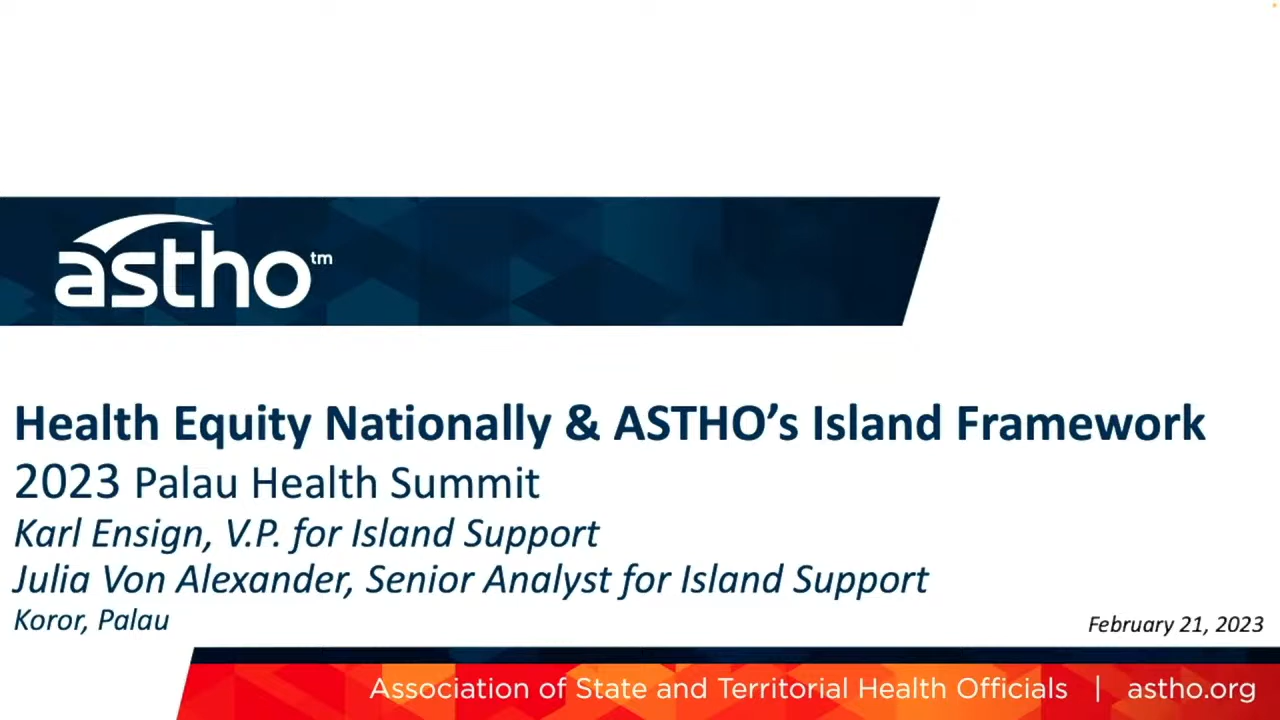 astho™
Health Equity Nationally & ASTHO’s Island Framework
2023 Palau Health Summit
Karl Ensign, V.P. for Island Support
Julia Von Alexander, Senior Analyst for Island Support
Koror, Palau
February 21, 2023
Association of State and Territorial Health Officials | astho.org